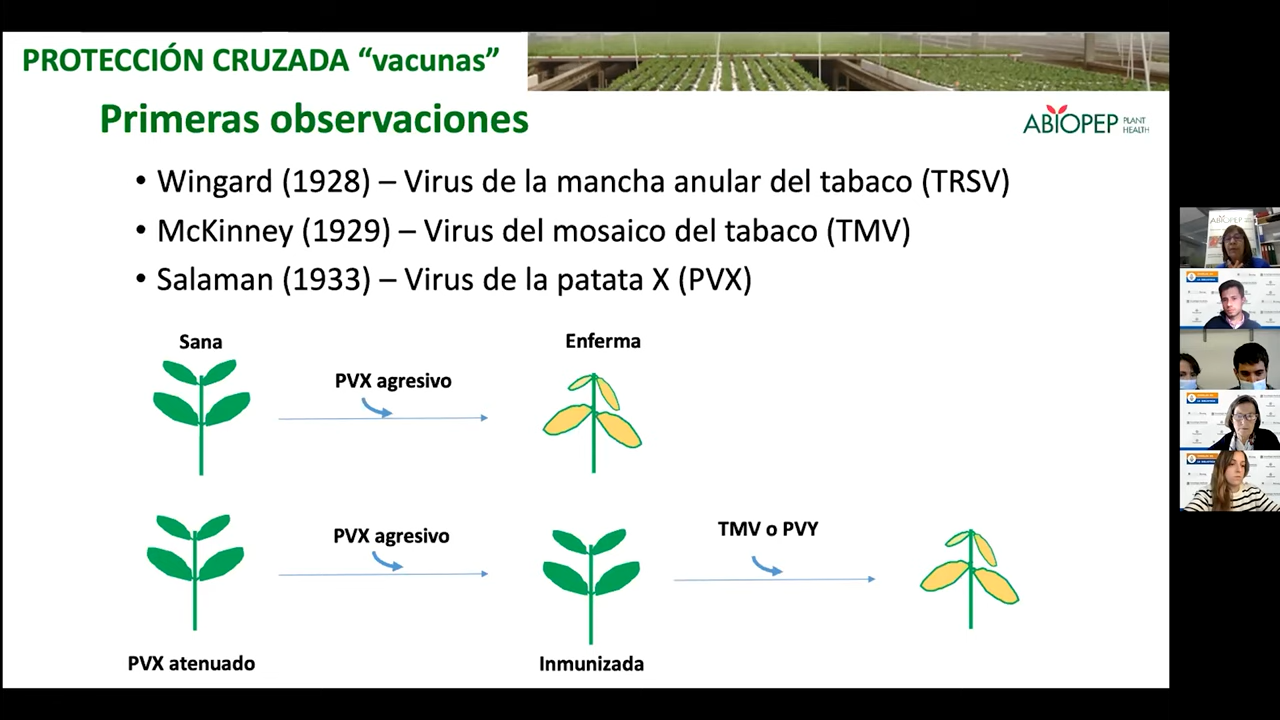 PROTECCIÓN CRUZADA “vacunas”
Primeras observaciones
ABIOPEP PLANT HEALTH
• Wingard (1928) – Virus de la mancha anular del tabaco (TRSV)
• McKinney (1929) – Virus del mosaico del tabaco (TMV)
• Salaman (1933) – Virus de la patata X (PVX)
Sana
PVX agresivo
Enferma
PVX agresivo
TMV o PVY
PVX atenuado
Inmunizada
ABIOPEP